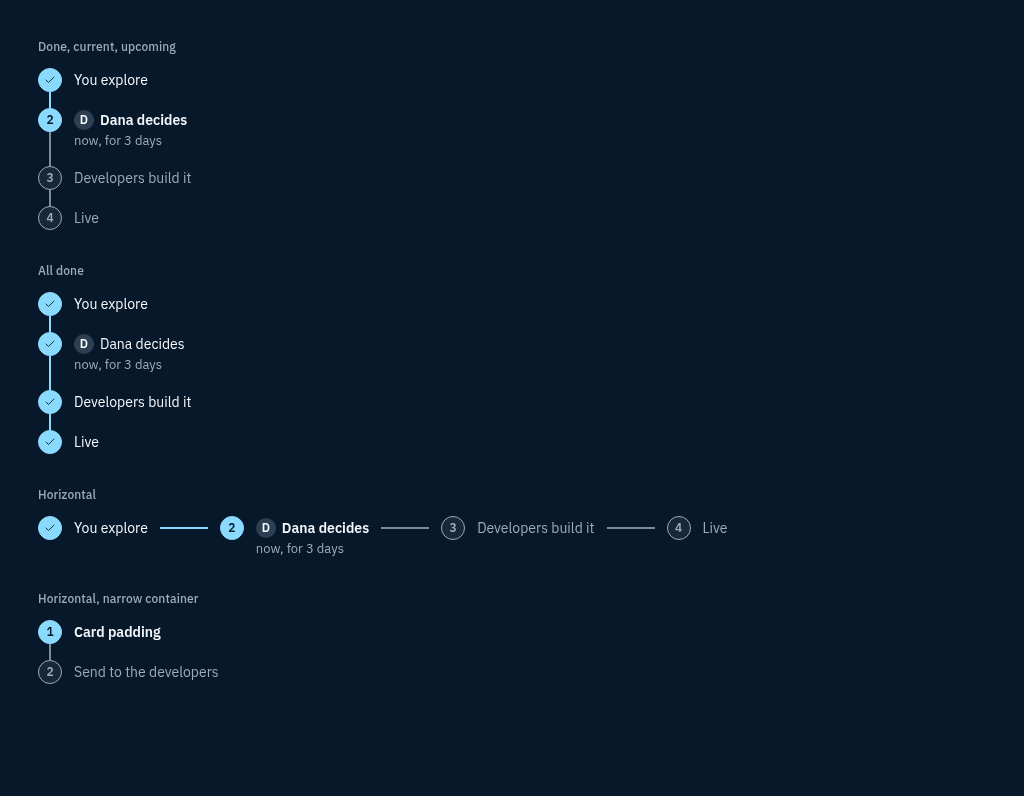 Done, current, upcoming
You explore
2 D Dana decides
now, for 3 days
3 Developers build it
4 Live
All done
You explore
D Dana decides
now, for 3 days
Developers build it
Live
Horizontal
You explore 2 D Dana decides 3 Developers build it 4 Live
now, for 3 days
Horizontal, narrow container
1 Card padding
2 Send to the developers